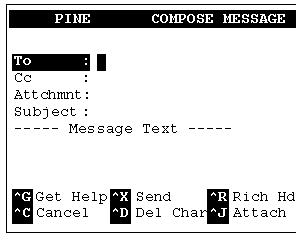 PINE COMPOSE MESSAGE
To :
Cc :
Attchmnt:
Subject :
----- Message Text -----
^G Get Help ^X Send ^R Rich Hd
^C Cancel ^D Del Char ^J Attach